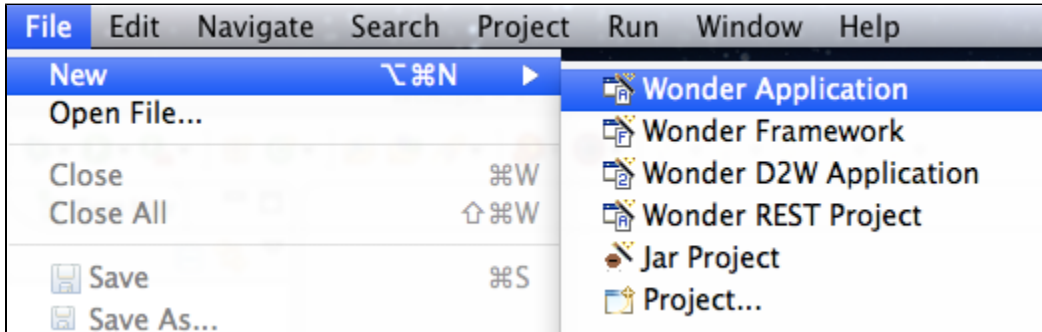 File Edit Navigate Search Project Run Window Help
New ⌥⌘N ▶
Open File...
Close ⌘W
Close All ⇧⌘W
Save ⌘S
Save As...
Wonder Application
Wonder Framework
Wonder D2W Application
Wonder REST Project
Jar Project
Project...